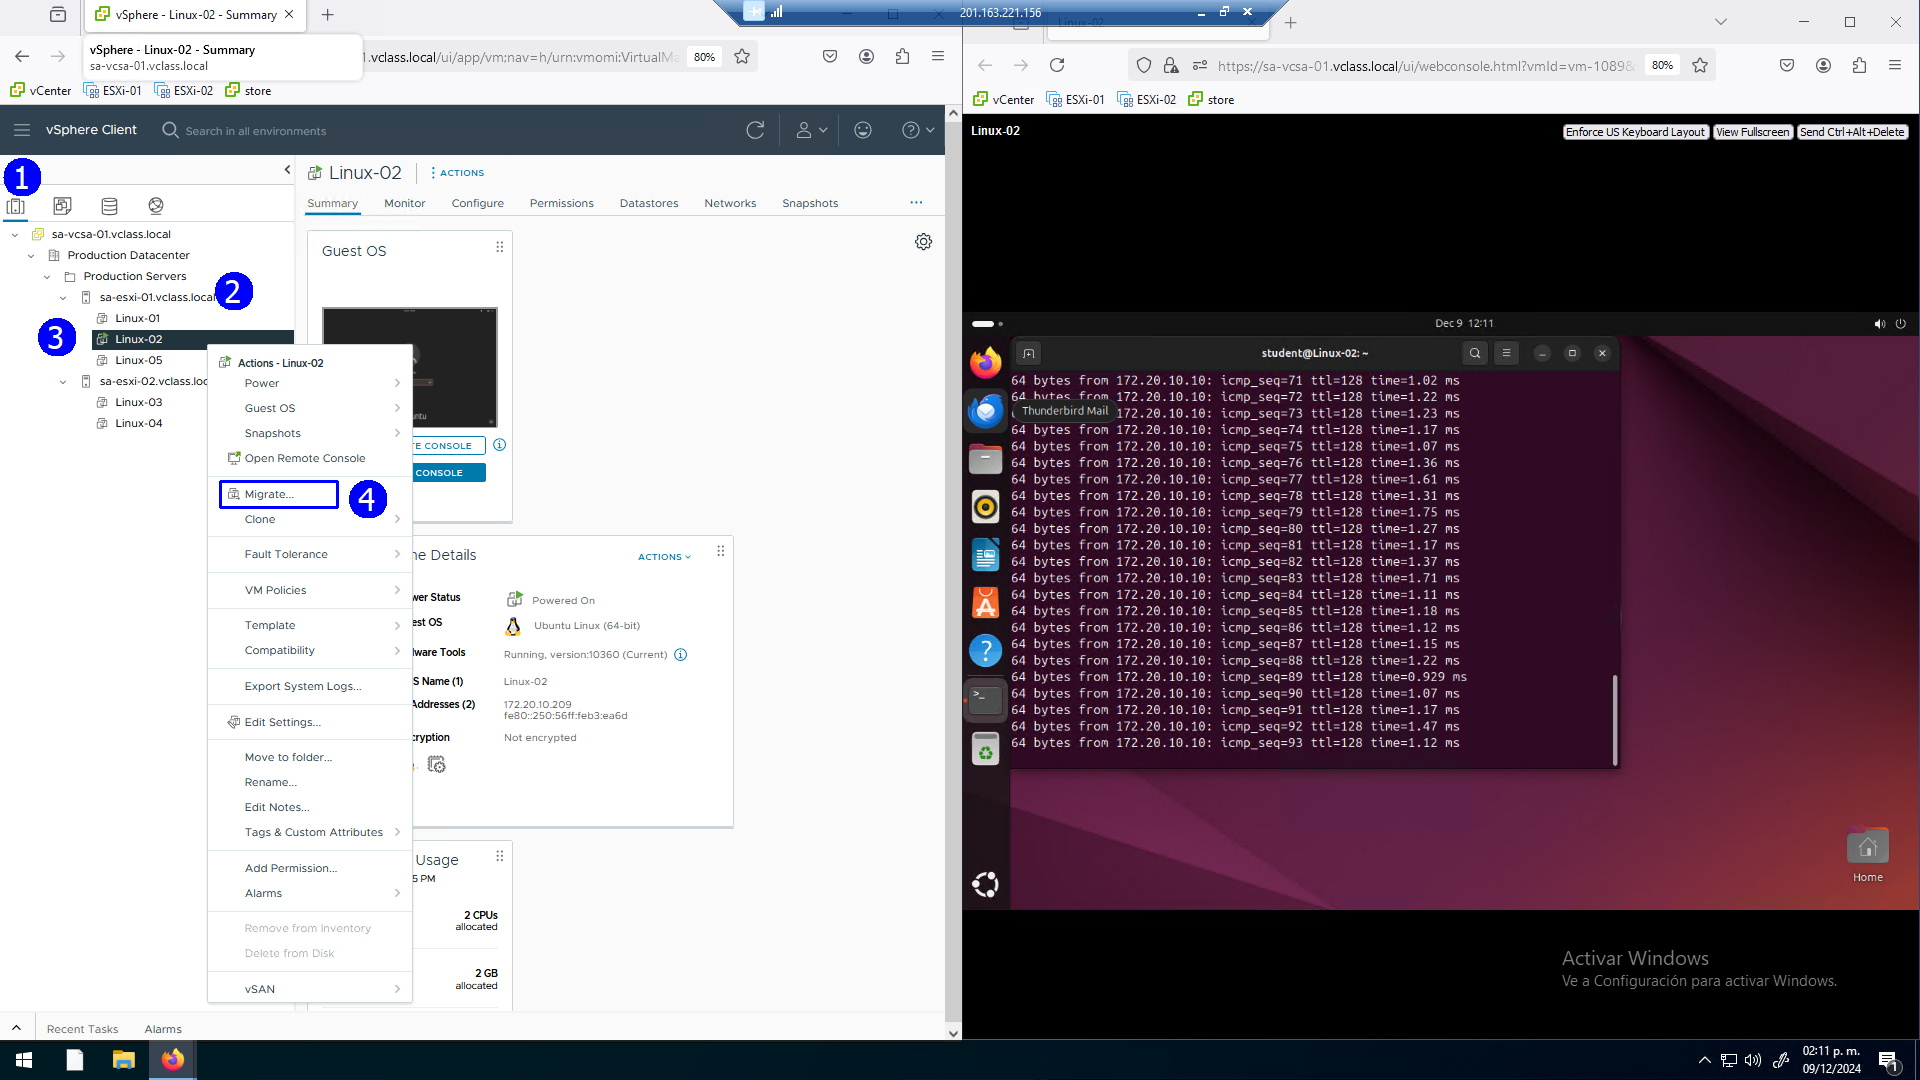 vSphere - Linux-02 - Summary
201.163.221.156
Linux-02
vSphere - Linux-02 - Summary
sa-vcsa-01.vclass.local
1.vclass.local/ui/app/vm;nav=h/urn:vmomi:VirtualMa
80%
https://sa-vcsa-01.vclass.local/ui/webconsole.html?vmId=vm-1089&
80%
vCenter
ESXi-01
ESXi-02
store
vCenter
ESXi-01
ESXi-02
store
vSphere Client
Search in all environments
Linux-02
Enforce US Keyboard Layout
View Fullscreen
Send Ctrl+Alt+Delete
1
Linux-02
ACTIONS
Summary
Monitor
Configure
Permissions
Datastores
Networks
Snapshots
sa-vcsa-01.vclass.local
Production Datacenter
Production Servers
sa-esxi-01.vclass.local
2
Linux-01
3
Linux-02
Linux-05
sa-esxi-02.vclass.loc
Linux-03
Linux-04
Actions - Linux-02
Power
Guest OS
Snapshots
Open Remote Console
Migrate...
4
Clone
Fault Tolerance
VM Policies
Template
Compatibility
Export System Logs...
Edit Settings...
Move to folder...
Rename...
Edit Notes...
Tags & Custom Attributes
Add Permission...
Alarms
Remove from Inventory
Delete from Disk
vSAN
Guest OS
untu
TE CONSOLE
CONSOLE
ne Details
ACTIONS
wer Status
Powered On
est OS
Ubuntu Linux (64-bit)
ware Tools
Running, version:10360 (Current)
S Name (1)
Linux-02
Addresses (2)
172.20.10.209
fe80::250:56ff:feb3:ea6d
cryption
Not encrypted
Usage
5 PM
2 CPUs
allocated
2 GB
allocated
Recent Tasks
Alarms
Dec 9 12:11
student@Linux-02: ~
64 bytes from 172.20.10.10: icmp_seq=71 ttl=128 time=1.02 ms
64 bytes from 172.20.10.10: icmp_seq=72 ttl=128 time=1.22 ms
64 bytes from 172.20.10.10: icmp_seq=73 ttl=128 time=1.23 ms
Thunderbird Mail
64 bytes from 172.20.10.10: icmp_seq=74 ttl=128 time=1.17 ms
64 bytes from 172.20.10.10: icmp_seq=75 ttl=128 time=1.07 ms
64 bytes from 172.20.10.10: icmp_seq=76 ttl=128 time=1.36 ms
64 bytes from 172.20.10.10: icmp_seq=77 ttl=128 time=1.61 ms
64 bytes from 172.20.10.10: icmp_seq=78 ttl=128 time=1.31 ms
64 bytes from 172.20.10.10: icmp_seq=79 ttl=128 time=1.75 ms
64 bytes from 172.20.10.10: icmp_seq=80 ttl=128 time=1.27 ms
64 bytes from 172.20.10.10: icmp_seq=81 ttl=128 time=1.17 ms
64 bytes from 172.20.10.10: icmp_seq=82 ttl=128 time=1.37 ms
64 bytes from 172.20.10.10: icmp_seq=83 ttl=128 time=1.71 ms
64 bytes from 172.20.10.10: icmp_seq=84 ttl=128 time=1.11 ms
64 bytes from 172.20.10.10: icmp_seq=85 ttl=128 time=1.18 ms
64 bytes from 172.20.10.10: icmp_seq=86 ttl=128 time=1.12 ms
64 bytes from 172.20.10.10: icmp_seq=87 ttl=128 time=1.15 ms
64 bytes from 172.20.10.10: icmp_seq=88 ttl=128 time=1.22 ms
64 bytes from 172.20.10.10: icmp_seq=89 ttl=128 time=0.929 ms
64 bytes from 172.20.10.10: icmp_seq=90 ttl=128 time=1.07 ms
64 bytes from 172.20.10.10: icmp_seq=91 ttl=128 time=1.17 ms
64 bytes from 172.20.10.10: icmp_seq=92 ttl=128 time=1.47 ms
64 bytes from 172.20.10.10: icmp_seq=93 ttl=128 time=1.12 ms
Home
Activar Windows
Ve a Configuración para activar Windows.
02:11 p. m.
09/12/2024
1